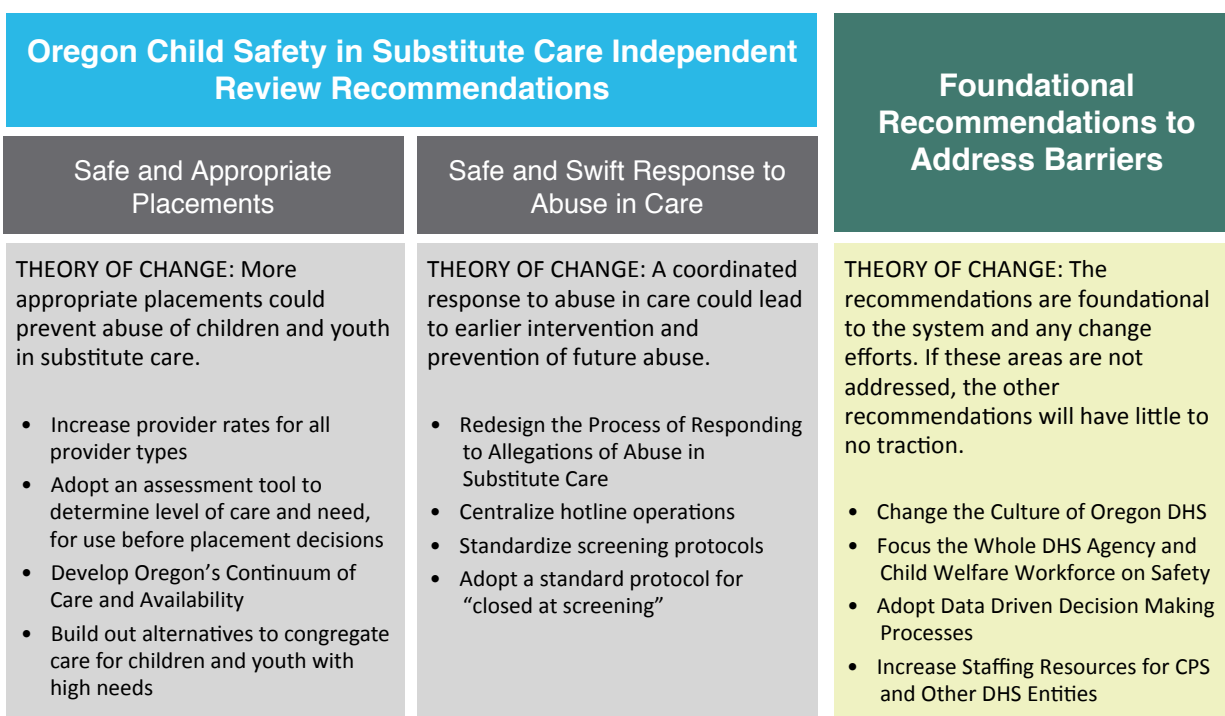 Oregon Child Safety in Substitute Care Independent
Review Recommendations
Safe and Appropriate
Placements
THEORY OF CHANGE: More
appropriate placements could
prevent abuse of children and youth
in substitute care.
• Increase provider rates for all
provider types
• Adopt an assessment tool to
determine level of care and need,
for use before placement decisions
• Develop Oregon's Continuum of
Care and Availability
• Build out alternatives to congregate
care for children and youth with
high needs
Safe and Swift Response to
Abuse in Care
THEORY OF CHANGE: A coordinated
response to abuse in care could lead
to earlier intervention and
prevention of future abuse.
• Redesign the Process of Responding
to Allegations of Abuse in
Substitute Care
• Centralize hotline operations
• Standardize screening protocols
• Adopt a standard protocol for
“closed at screening”
Foundational
Recommendations to
Address Barriers
THEORY OF CHANGE: The
recommendations are foundational
to the system and any change
efforts. If these areas are not
addressed, the other
recommendations will have little to
no traction.
• Change the Culture of Oregon DHS
• Focus the Whole DHS Agency and
Child Welfare Workforce on Safety
• Adopt Data Driven Decision Making
Processes
• Increase Staffing Resources for CPS
and Other DHS Entities